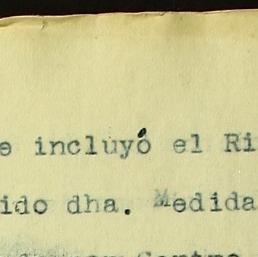 e incluyó el Ri
ido dha. Medida